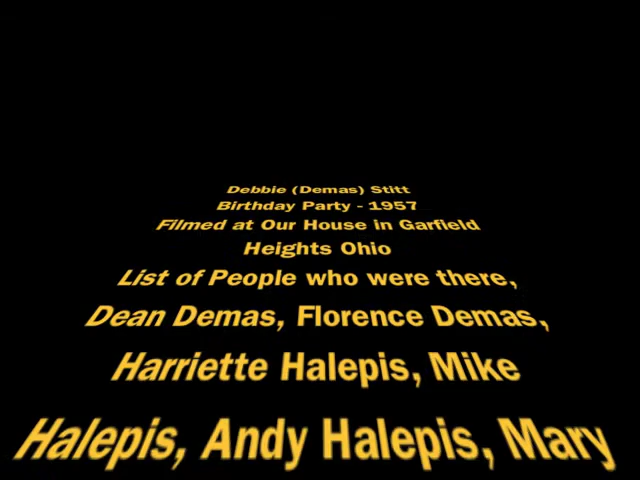 Debbie (Demas) Stitt
Birthday Party - 1957
Filmed at Our House in Garfield
Heights Ohio
List of People who were there,
Dean Demas, Florence Demas,
Harriette Halepis, Mike
Halepis, Andy Halepis, Mary